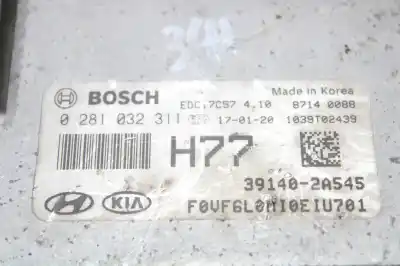 BOSCH
EDC17C57 4.10
Made in Korea
8714 0088
0 281 032 311
17-01-20
1039T02439
H77
39140-2A545
HYUNDAI KIA
F0VF6L0MI0EIU701